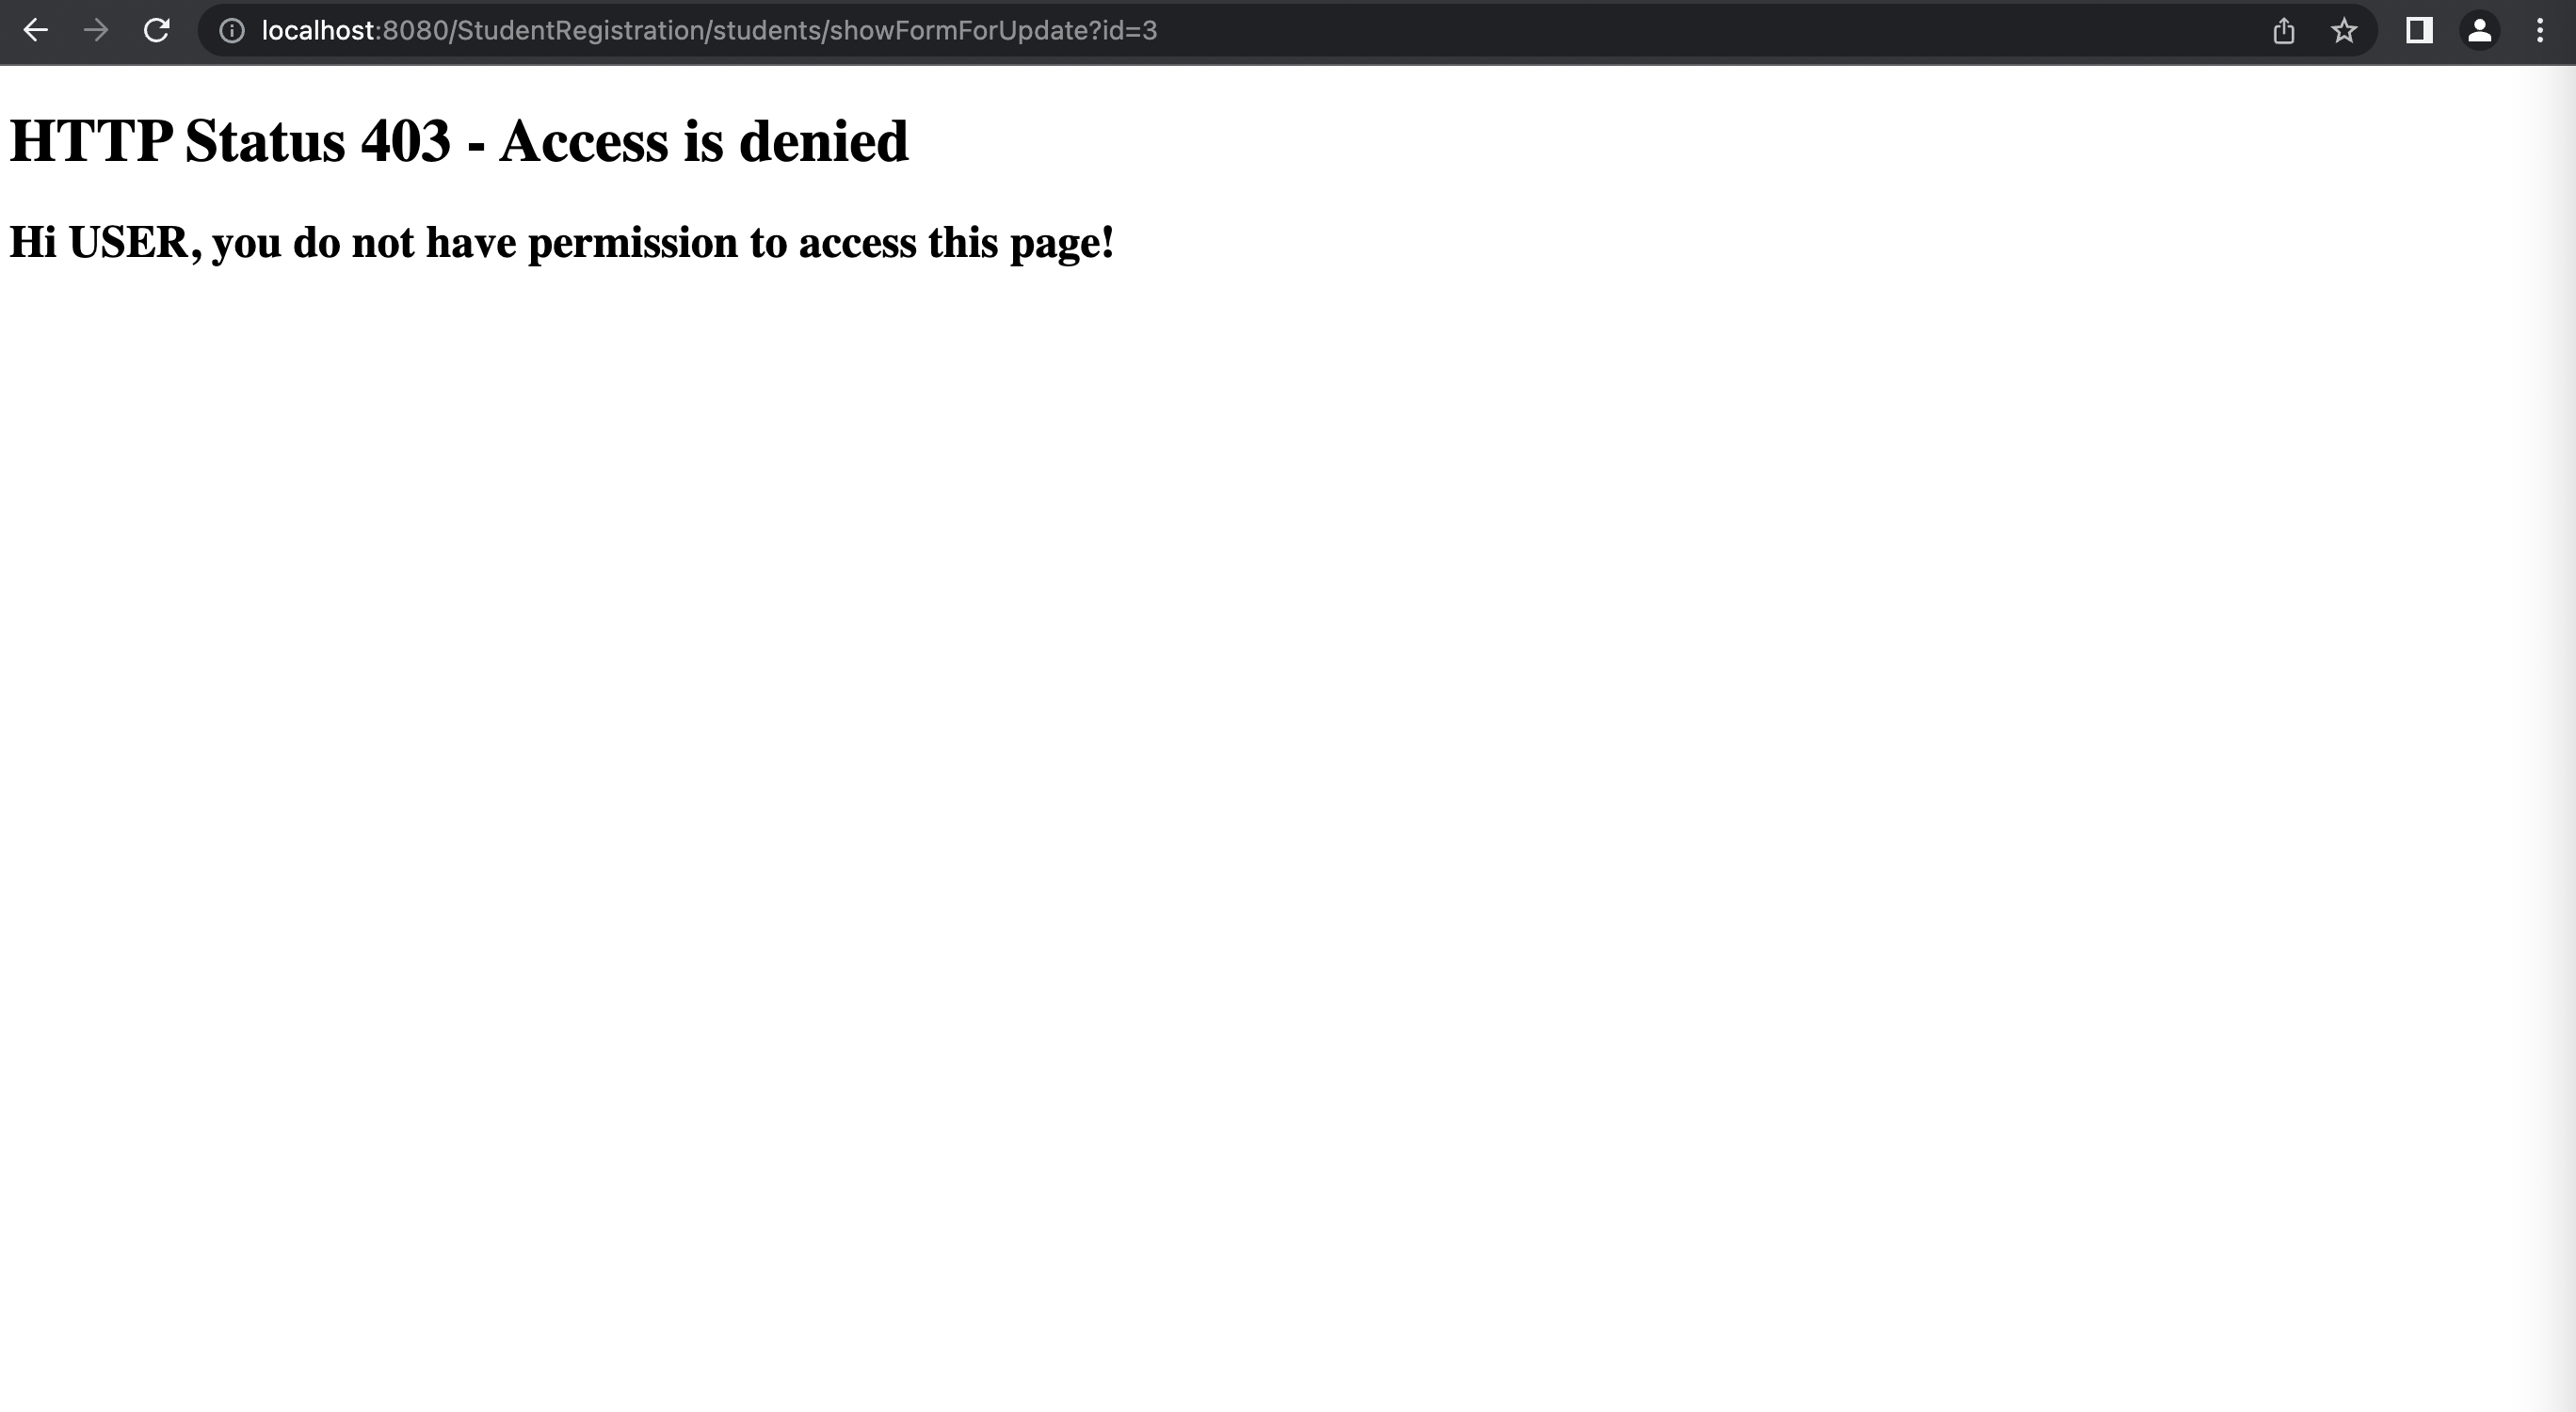 localhost:8080/StudentRegistration/students/showFormForUpdate?id=3
HTTP Status 403 - Access is denied
Hi USER, you do not have permission to access this page!